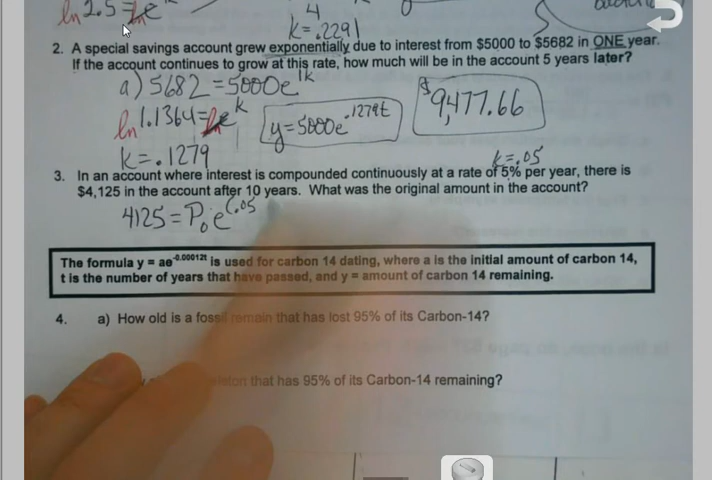 ln 2.5 = ln e
4
k=.2291
2. A special savings account grew exponentially due to interest from $5000 to $5682 in ONE year.
If the account continues to grow at this rate, how much will be in the account 5 years later?
a) 5682 = 5000e^1k
ln 1.1364 = ln e^k
y = 5000e^.1279t
$9,477.66
k = .1279
k=.05
3. In an account where interest is compounded continuously at a rate of 5% per year, there is
$4,125 in the account after 10 years. What was the original amount in the account?
4125 = P₀e^(.05
The formula y = ae^-0.00012t is used for carbon 14 dating, where a is the initial amount of carbon 14,
t is the number of years that have passed, and y = amount of carbon 14 remaining.
4. a) How old is a fossil remain that has lost 95% of its Carbon-14?
that has 95% of its Carbon-14 remaining?